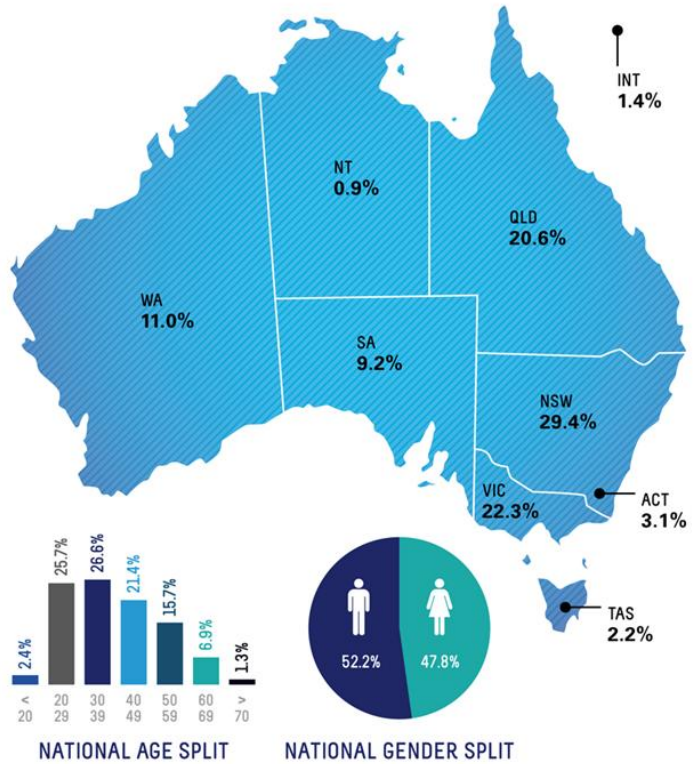 INT
1.4%
NT
0.9%
QLD
20.6%
WA
11.0%
SA
9.2%
NSW
29.4%
VIC
22.3%
ACT
3.1%
TAS
2.2%
2.4%
25.7%
26.6%
21.4%
15.7%
6.9%
1.3%
< 20 30 40 50 60 >
20 29 39 49 59 69 70
NATIONAL AGE SPLIT
52.2%
47.8%
NATIONAL GENDER SPLIT